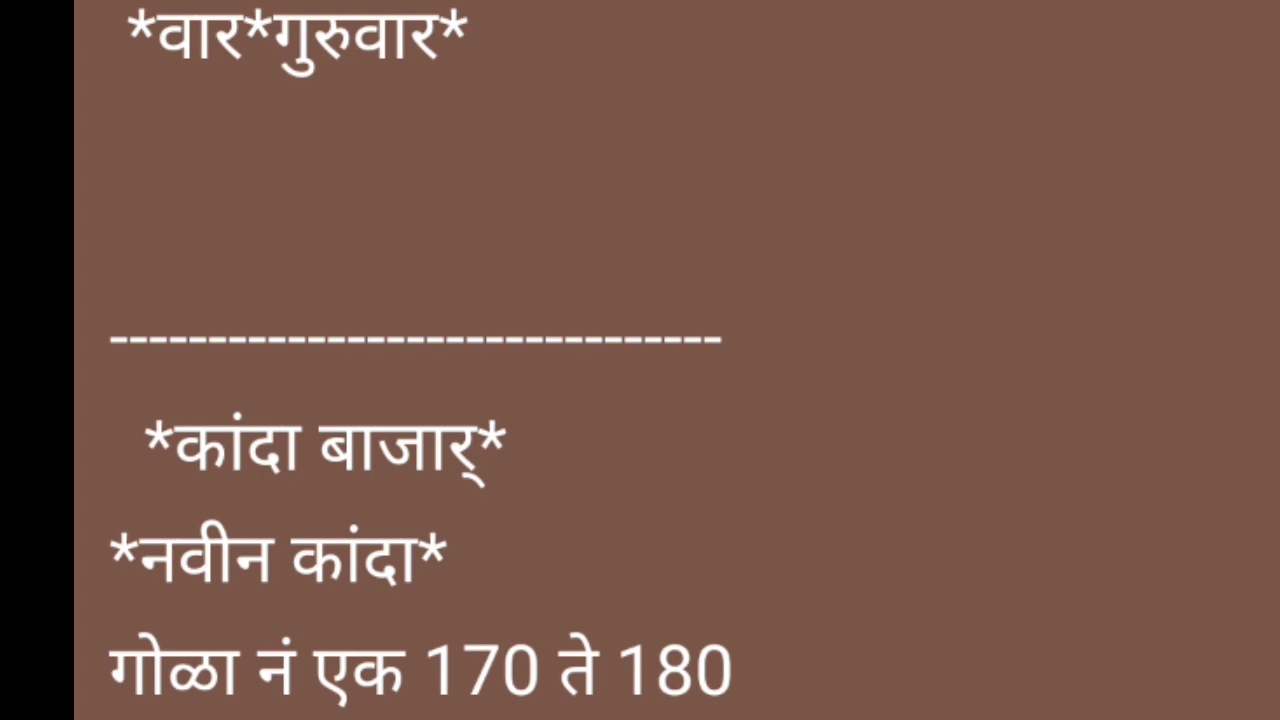 *वार*गुरुवार*
-------------------------------
*कांदा बाजार्*
*नवीन कांदा*
गोळा नं एक 170 ते 180